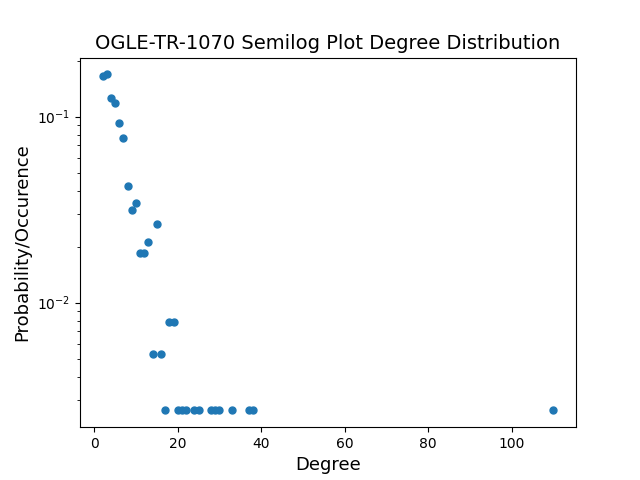 OGLE-TR-1070 Semilog Plot Degree Distribution
10⁻¹
10⁻²
Probability/Occurence
0 20 40 60 80 100
Degree